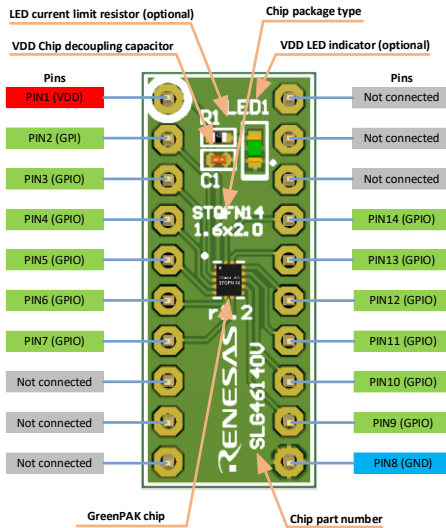 LED current limit resistor (optional)
Chip package type
VDD Chip decoupling capacitor
VDD LED indicator (optional)
Pins
Pins
PIN1 (VDD)
Not connected
PIN2 (GPI)
Not connected
PIN3 (GPIO)
Not connected
PIN4 (GPIO)
PIN14 (GPIO)
PIN5 (GPIO)
PIN13 (GPIO)
PIN6 (GPIO)
PIN12 (GPIO)
PIN7 (GPIO)
PIN11 (GPIO)
Not connected
PIN10 (GPIO)
Not connected
PIN9 (GPIO)
Not connected
PIN8 (GND)
R1
LED1
C1
STQFN14
1.6x2.0
RENESAS
SLG46140V
GreenPAK chip
Chip part number